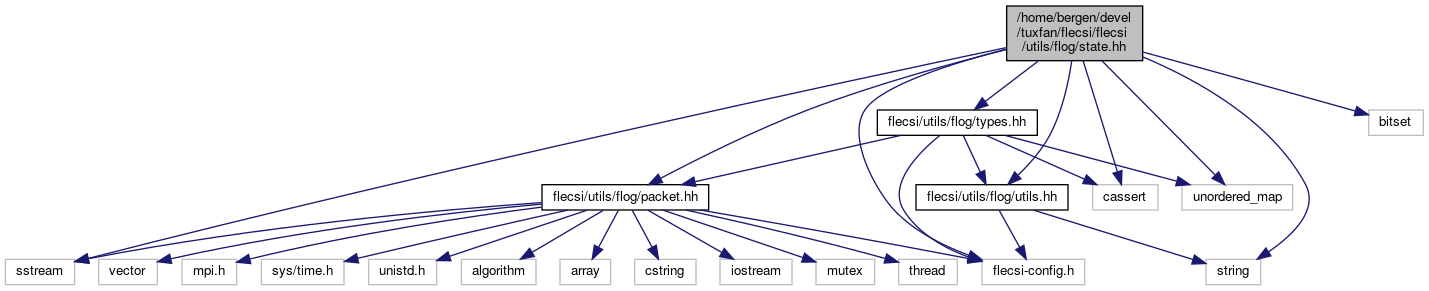 /home/bergen/devel
/tuxfan/flecsi/flecsi
/utils/flog/state.hh
flecsi/utils/flog/types.hh
bitset
flecsi/utils/flog/packet.hh
flecsi/utils/flog/utils.hh
cassert
unordered_map
sstream
vector
mpi.h
sys/time.h
unistd.h
algorithm
array
cstring
iostream
mutex
thread
flecsi-config.h
string